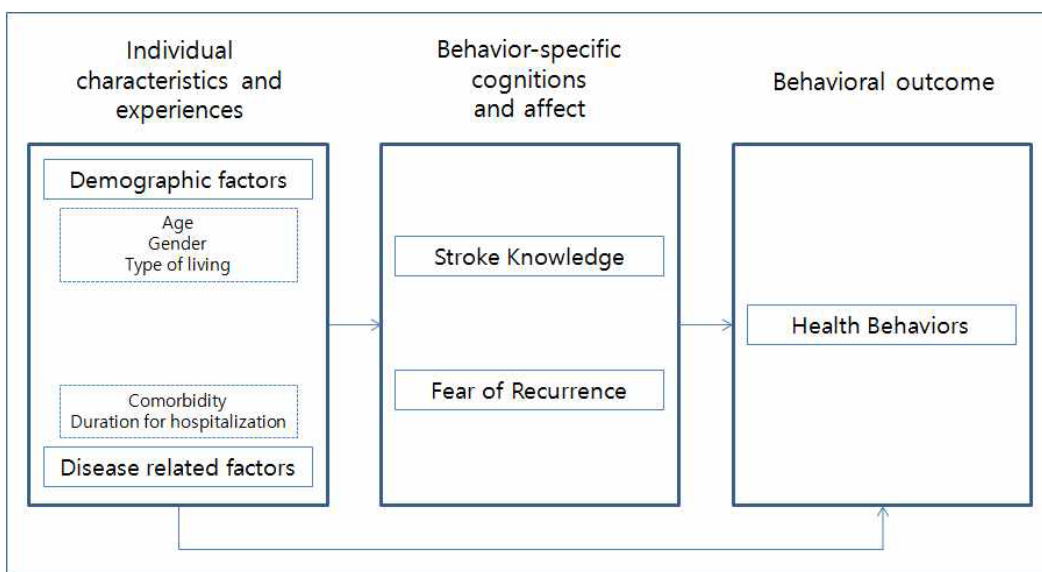 Individual
characteristics and
experiences
Demographic factors
Age
Gender
Type of living
Comorbidity
Duration for hospitalization
Disease related factors
Behavior-specific
cognitions
and affect
Stroke Knowledge
Fear of Recurrence
Behavioral outcome
Health Behaviors